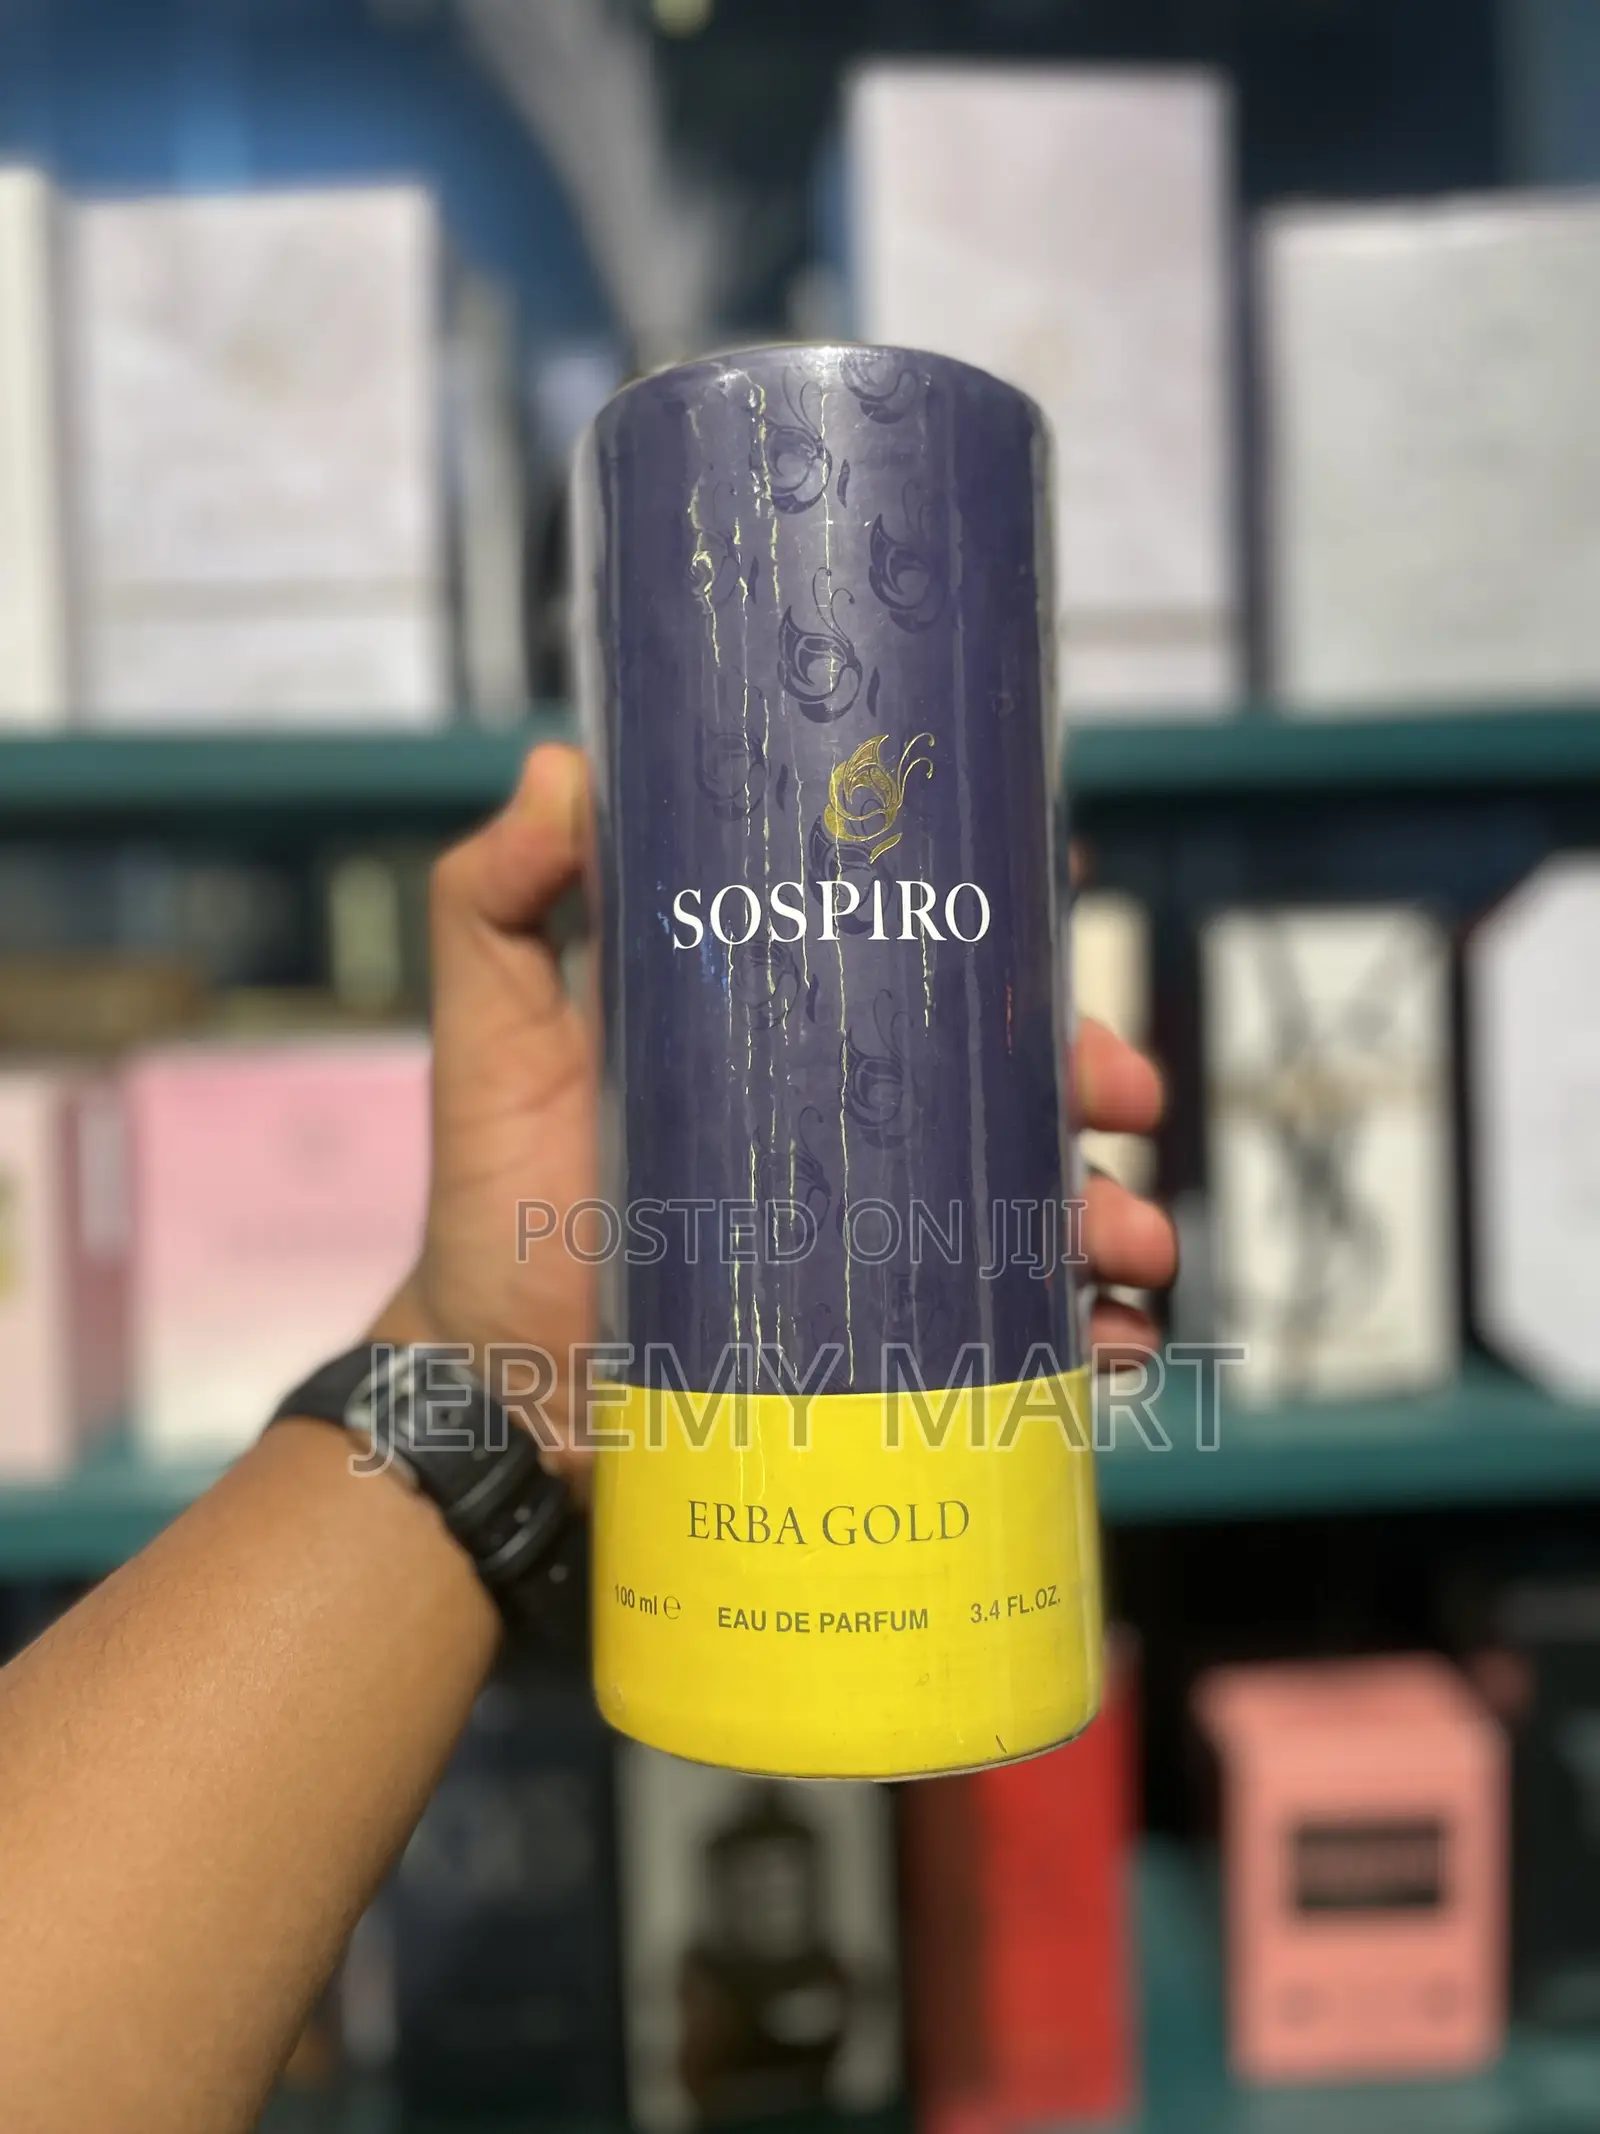 SOSPIRO
POSTED ON JIJI
JEREMY MART
ERBA GOLD
100 ml ℮ EAU DE PARFUM 3.4 FL.OZ.